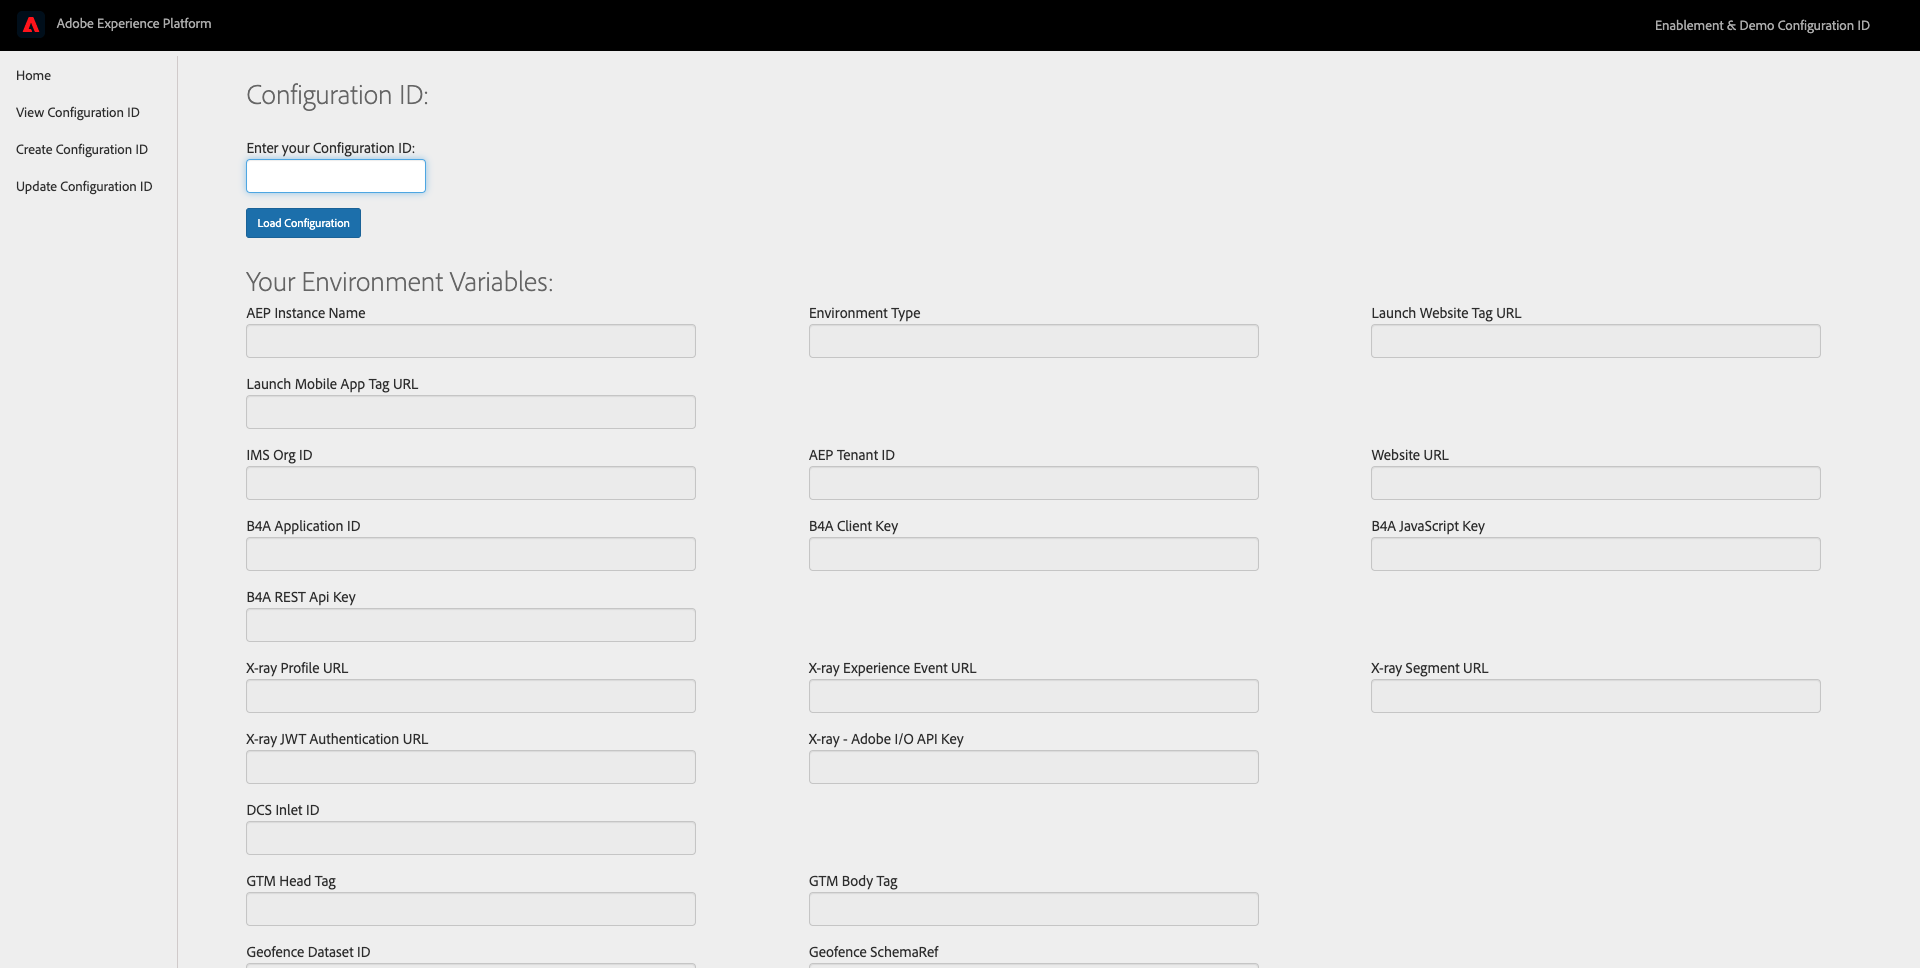 Adobe Experience Platform
Enablement & Demo Configuration ID
Home
View Configuration ID
Create Configuration ID
Update Configuration ID
Configuration ID:
Enter your Configuration ID:
Load Configuration
Your Environment Variables:
AEP Instance Name
Environment Type
Launch Website Tag URL
Launch Mobile App Tag URL
IMS Org ID
AEP Tenant ID
Website URL
B4A Application ID
B4A Client Key
B4A JavaScript Key
B4A REST Api Key
X-ray Profile URL
X-ray Experience Event URL
X-ray Segment URL
X-ray JWT Authentication URL
X-ray - Adobe I/O API Key
DCS Inlet ID
GTM Head Tag
GTM Body Tag
Geofence Dataset ID
Geofence SchemaRef